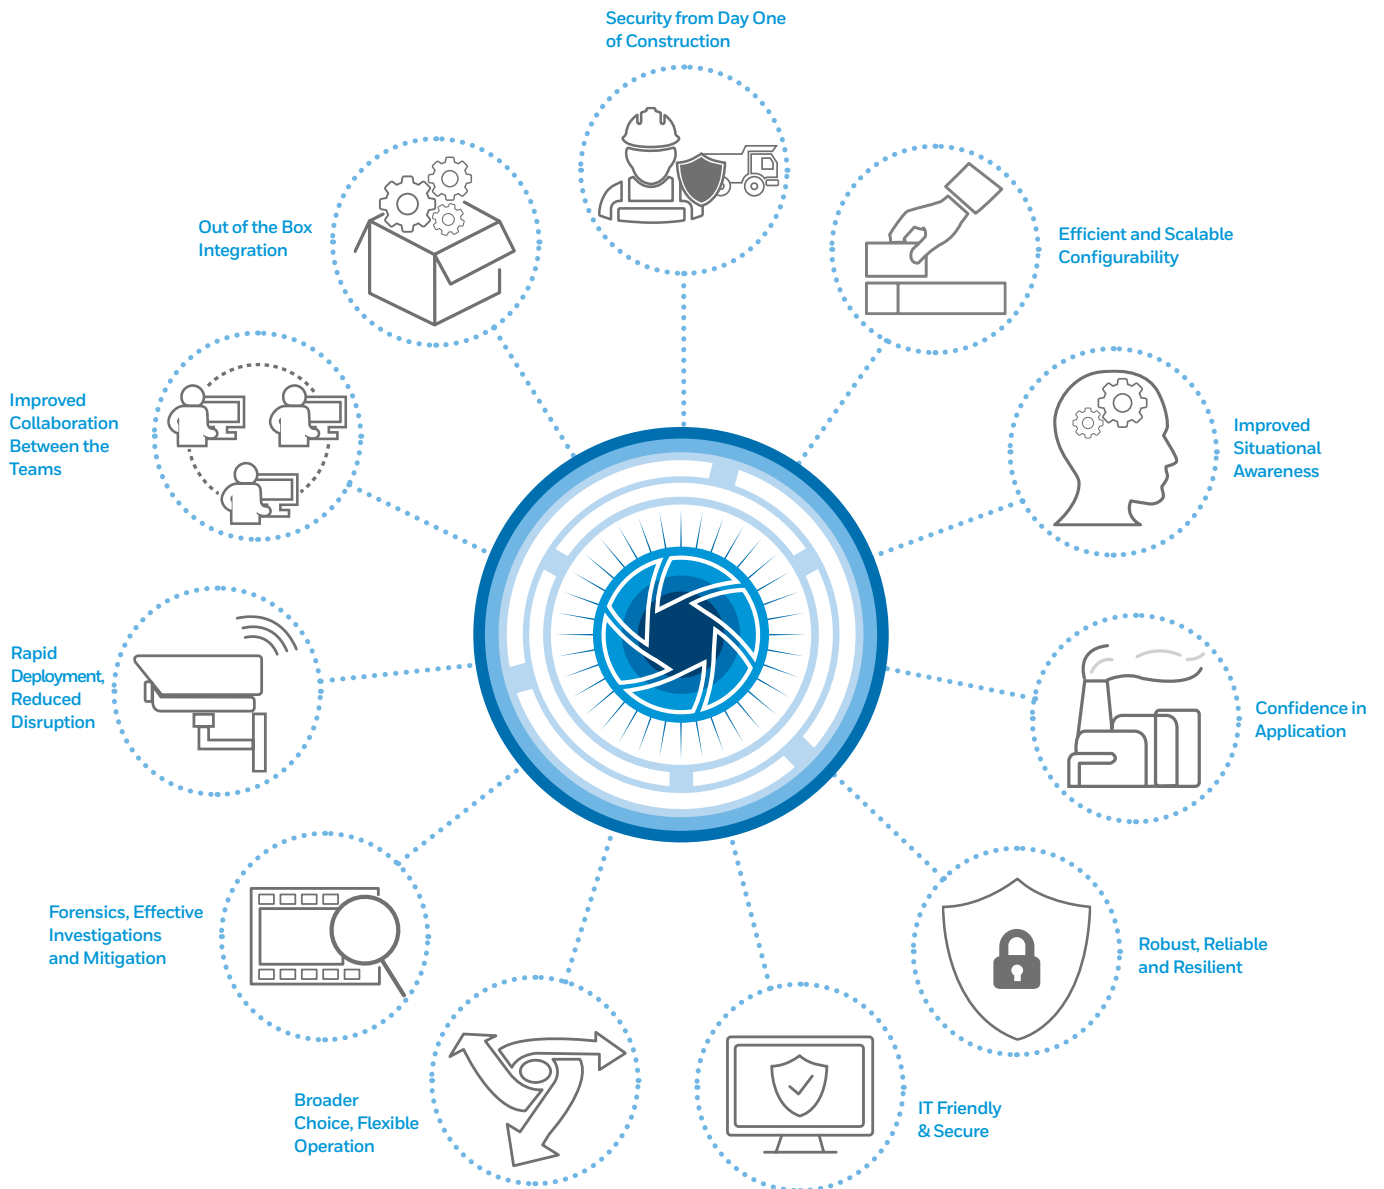 Security from Day One
of Construction
Out of the Box
Integration
Efficient and Scalable
Configurability
Improved
Collaboration
Between the
Teams
Improved
Situational
Awareness
Rapid
Deployment,
Reduced
Disruption
Confidence in
Application
Forensics, Effective
Investigations
and Mitigation
Robust, Reliable
and Resilient
Broader
Choice, Flexible
Operation
IT Friendly
& Secure